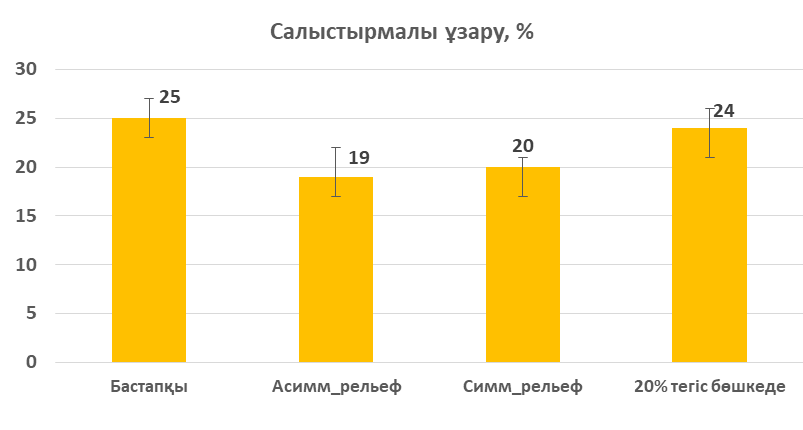 Салыстырмалы ұзару, %
30
25
20
15
10
5
0
25
19
20
24
Бастапқы
Асимм_рельеф
Симм_рельеф
20% тегіс бөшкеде